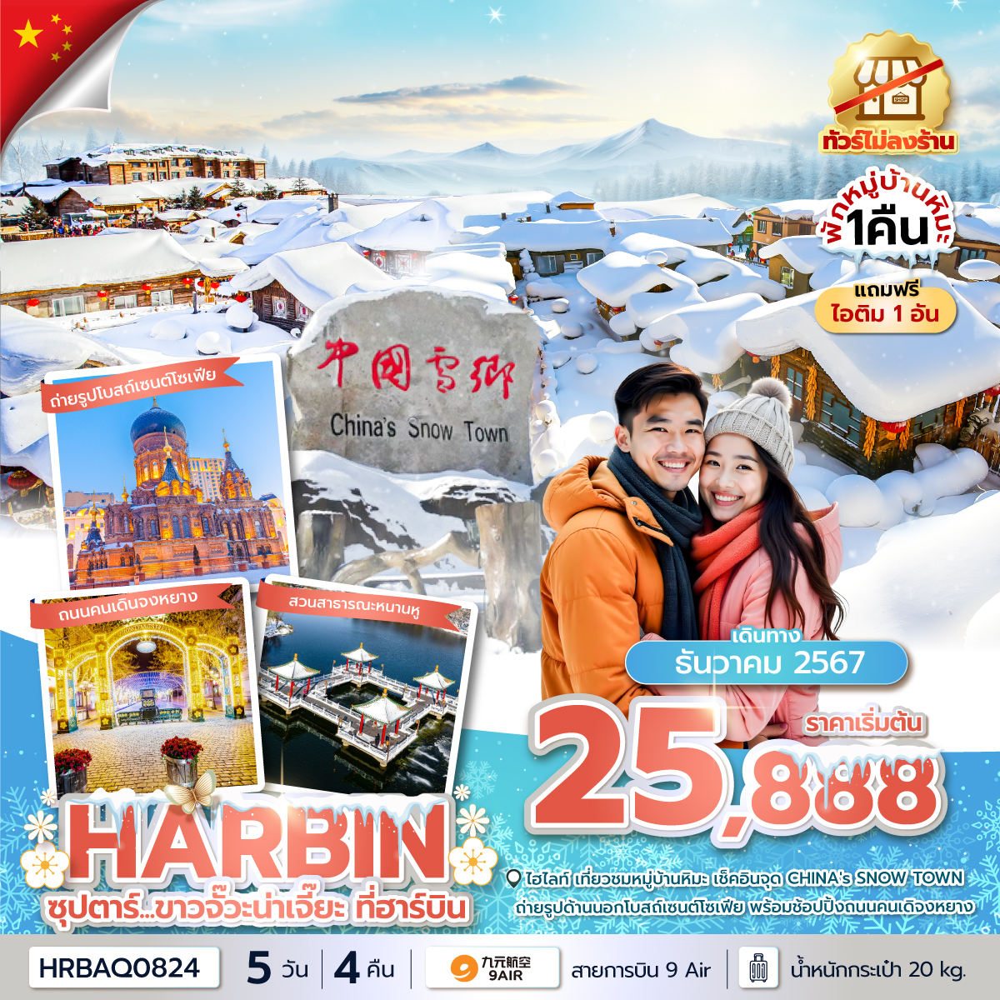 SHOP
ทัวร์ไม่ลงร้าน
พักหมู่บ้านหิมะ
1คืน
แถมฟรี
ไอติม 1 อัน
中國雪鄉
China's Snow Town
ถ่ายรูปโบสถ์เซนต์โซเฟีย
ถนนคนเดินจงหยาง
สวนสาธารณะหนานหู
เดินทาง
ธันวาคม 2567
ราคาเริ่มต้น
25,888
HARBIN
ซุปตาร์...ขาวจั๊วะน่าเจี๊ยะ ที่ฮาร์บิน
ไฮไลท์ เที่ยวชมหมู่บ้านหิมะ เช็คอินจุด CHINA's SNOW TOWN
ถ่ายรูปด้านนอกโบสถ์เซนต์โซเฟีย พร้อมช้อปปิ้งถนนคนเดิจงหยาง
HRBAQ0824
5 วัน
4 คืน
九元航空
9AIR
สายการบิน 9 Air
น้ำหนักกระเป๋า 20 kg.